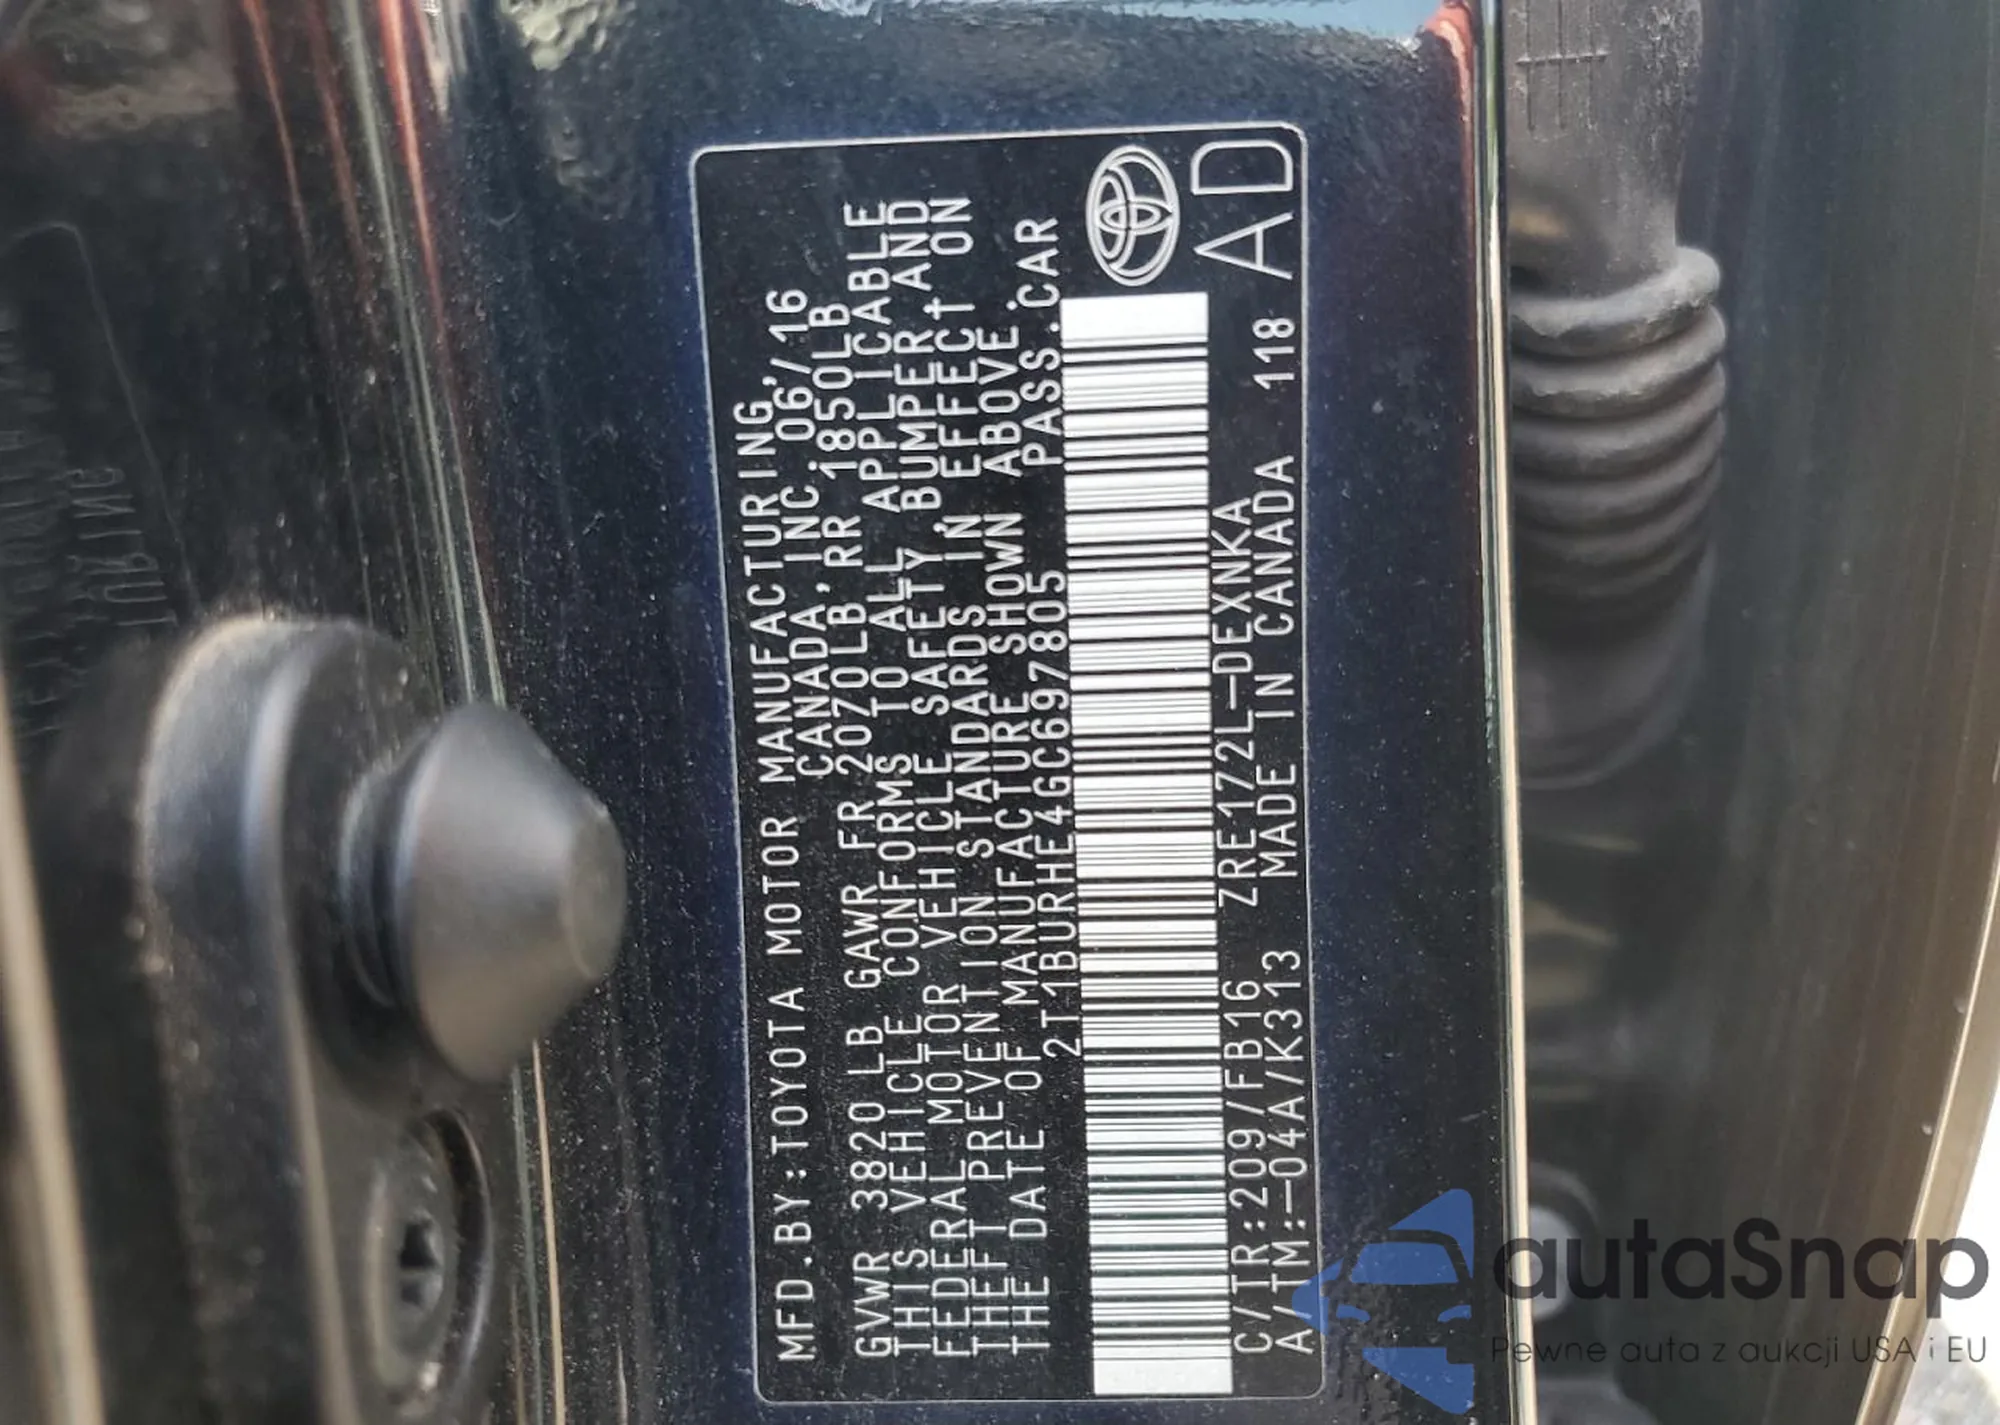 MFD.BY:TOYOTA MOTOR MANUFACTURING,
CANADA,INC.06/16
GVWR 3820 LB GAWR FR 2070LB,RR 1850LB
THIS VEHICLE CONFORMS TO ALL APPLICABLE
FEDERAL MOTOR VEHICLE SAFETY,BUMPER,AND
THEFT PREVENTION STANDARDS IN EFFECT ON
THE DATE OF MANUFACTURE SHOWN ABOVE.
2T1BURHE4GC697805 PASS.CAR
C/TR:209/FB16 ZRE172L-DEXNKA
A/TM:-04A/K313 MADE IN CANADA 118
AD
autaSnap
Pewne auta z aukcji USA i EU